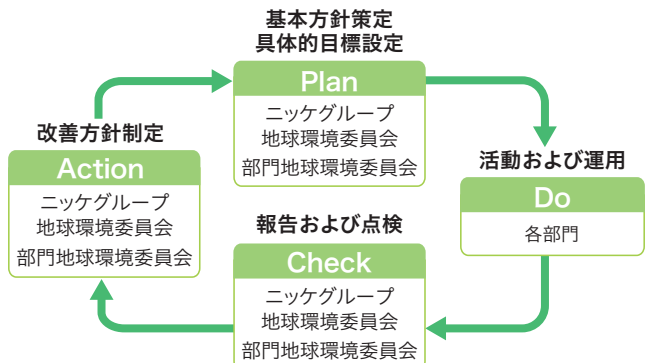 基本方針策定
具体的目標設定
Plan
ニッケグループ
地球環境委員会
部門地球環境委員会
活動および運用
Do
各部門
報告および点検
Check
ニッケグループ
地球環境委員会
部門地球環境委員会
改善方針制定
Action
ニッケグループ
地球環境委員会
部門地球環境委員会